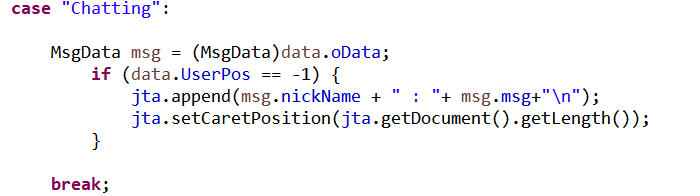 case "Chatting":
MsgData msg = (MsgData)data.oData;
if (data.UserPos == -1) {
jta.append(msg.nickName + " : "+ msg.msg+"\n");
jta.setCaretPosition(jta.getDocument().getLength());
}
break;